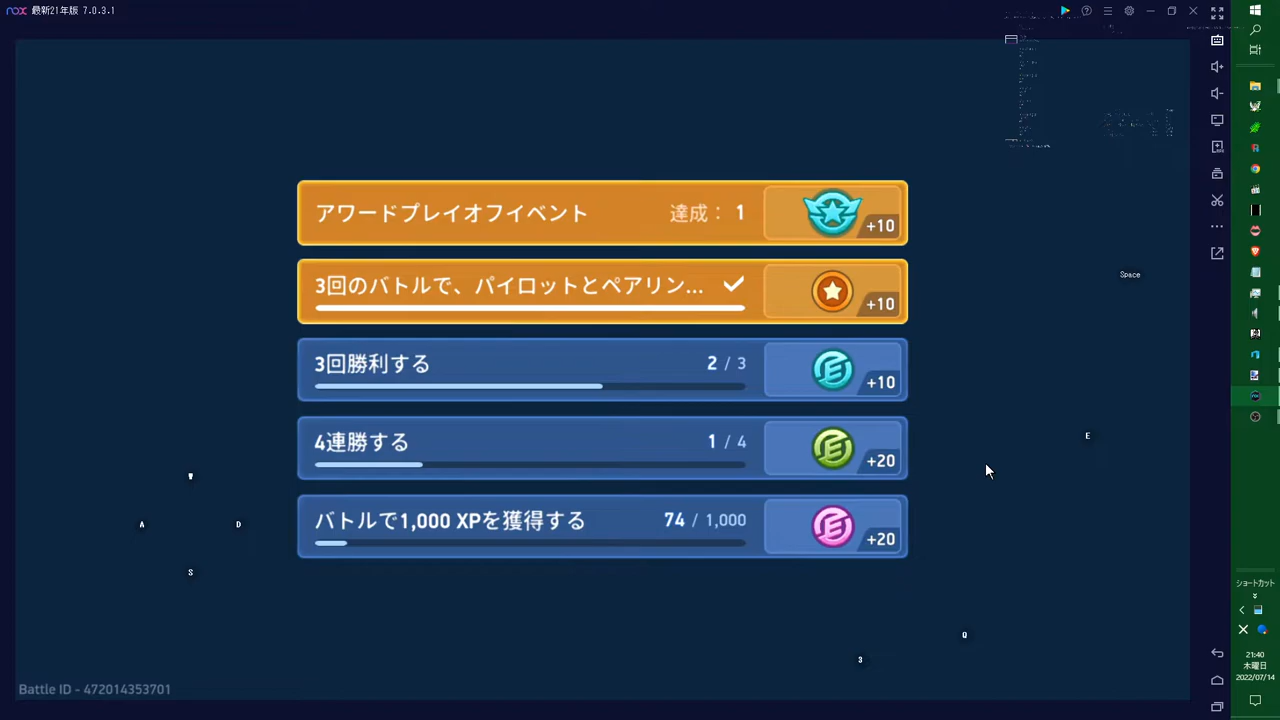 nox 最新21年版 7.0.3.1
アワードプレイオフイベント 達成： 1 +10
3回のバトルで、パイロットとペアリン... +10
3回勝利する 2 / 3 +10
4連勝する 1 / 4 +20
バトルで1,000 XPを獲得する 74 / 1,000 +20
Space
E
W
A D
S
Q
3
Battle ID - 472014353701
ショートカット
21:40
木曜日
2022/07/14